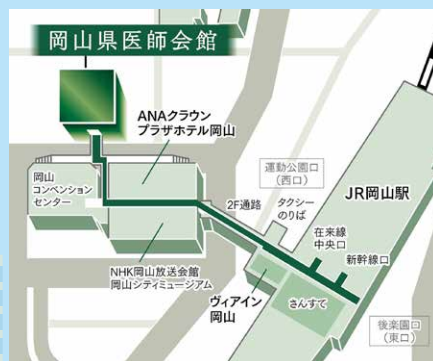 岡山県医師会館
ANAクラウン
プラザホテル岡山
岡山
コンベンション
センター
運動公園口
(西口)
JR岡山駅
2F通路
タクシー
のりば
在来線
中央口
新幹線口
NHK岡山放送会館
岡山シティミュージアム
ヴィアイン
岡山
さんすて
後楽園口
(東口)